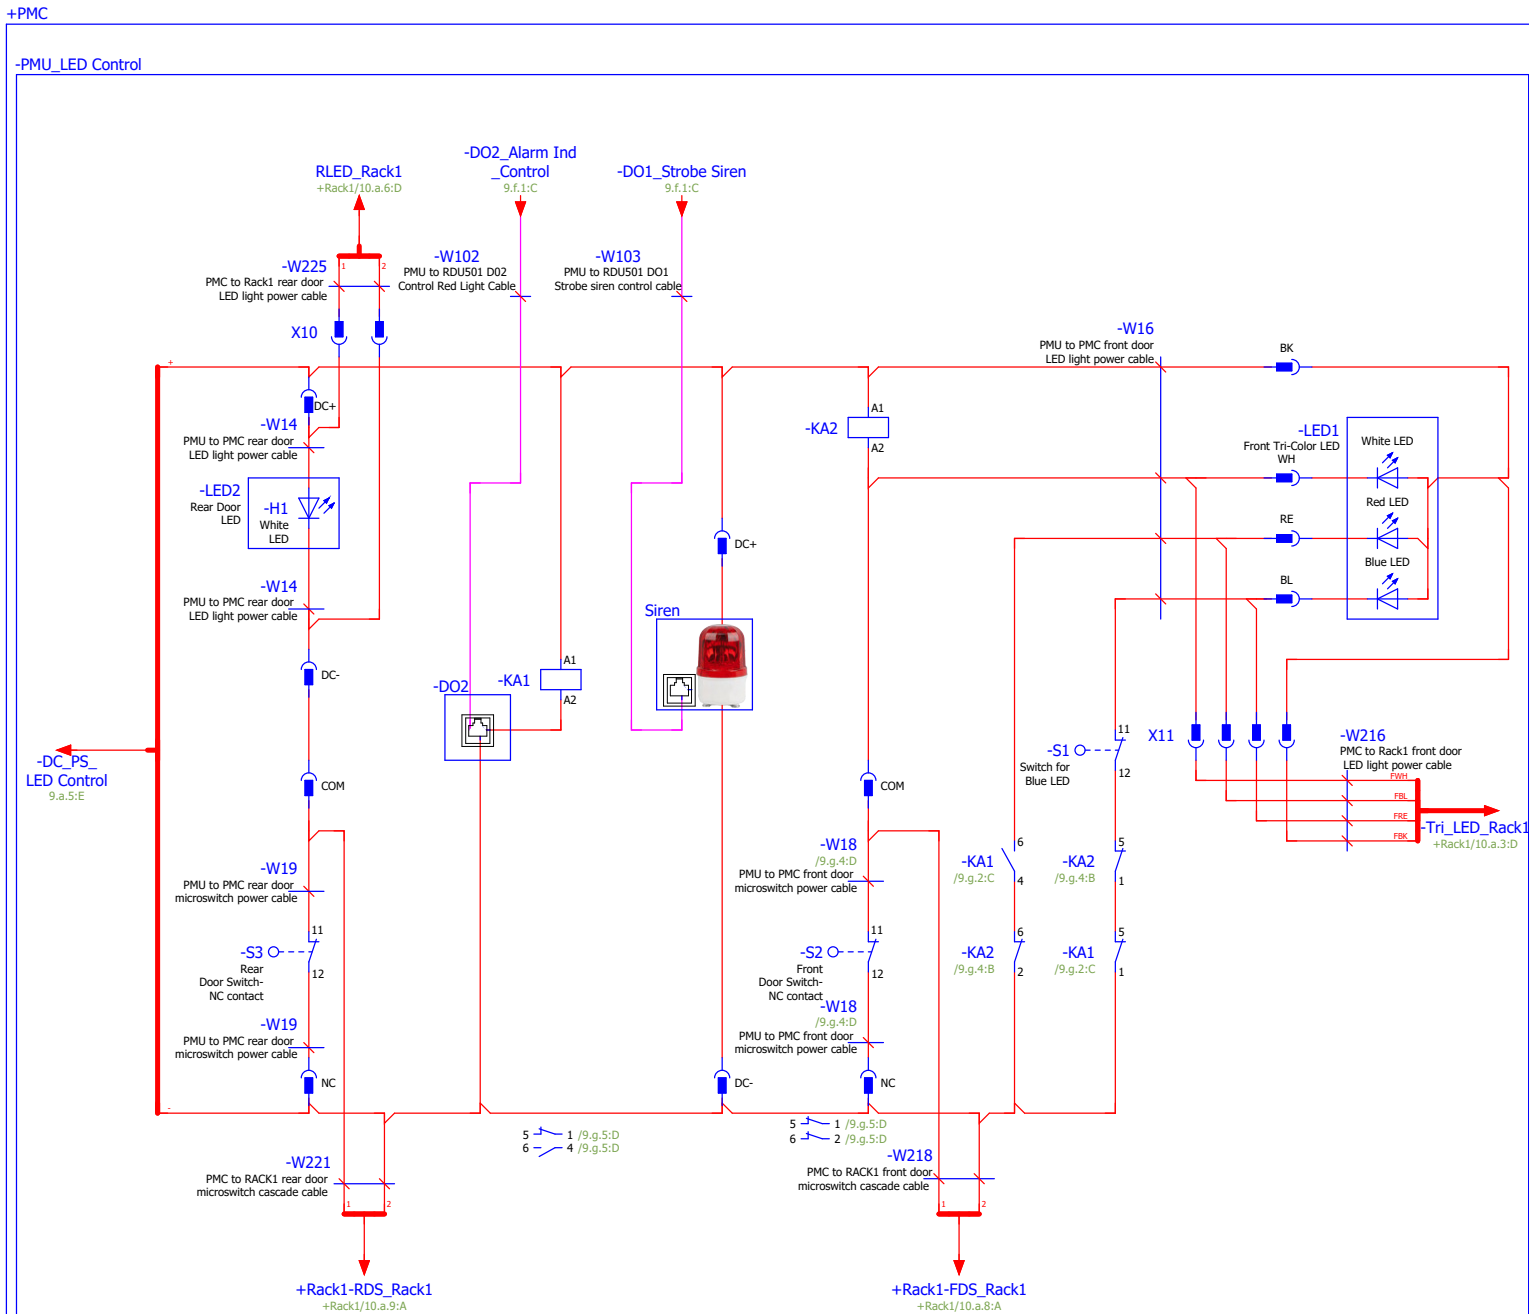 +PMC
-PMU_LED Control
-DO2_Alarm Ind
_Control
9.f.1:C
RLED_Rack1
+Rack1/10.a.6:D
-DO1_Strobe Siren
9.f.1:C
-W225
PMC to Rack1 rear door
LED light power cable
1
2
-W102
PMU to RDU501 D02
Control Red Light Cable
-W103
PMU to RDU501 DO1
Strobe siren control cable
X10
-W16
PMU to PMC front door
LED light power cable
BK
+
DC+
-W14
PMU to PMC rear door
LED light power cable
-KA2
A1
A2
-LED1
Front Tri-Color LED
WH
White LED
-LED2
Rear Door
LED
-H1
White
LED
RE
Red LED
DC+
BL
Blue LED
-W14
PMU to PMC rear door
LED light power cable
Siren
DC-
-DO2
-KA1
A1
A2
-DC_PS_
LED Control
9.a.5:E
-S1
Switch for
Blue LED
11
12
X11
-W216
PMC to Rack1 front door
LED light power cable
FWH
FBL
FRE
FBK
-Tri_LED_Rack1
+Rack1/10.a.3:D
COM
COM
-W19
PMU to PMC rear door
microswitch power cable
-W18
/9.g.4:D
PMU to PMC front door
microswitch power cable
-KA1
/9.g.2:C
6
4
-KA2
/9.g.4:B
5
1
-S3
Rear
Door Switch-
NC contact
11
12
-S2
Front
Door Switch-
NC contact
11
12
-KA2
/9.g.4:B
6
2
-KA1
/9.g.2:C
5
1
-W19
PMU to PMC rear door
microswitch power cable
-W18
/9.g.4:D
PMU to PMC front door
microswitch power cable
NC
DC-
NC
-
5 1 /9.g.5:D
6 4 /9.g.5:D
5 1 /9.g.5:D
6 2 /9.g.5:D
-W221
PMC to RACK1 rear door
microswitch cascade cable
1
2
-W218
PMC to RACK1 front door
microswitch cascade cable
1
2
+Rack1-RDS_Rack1
+Rack1/10.a.9:A
+Rack1-FDS_Rack1
+Rack1/10.a.8:A